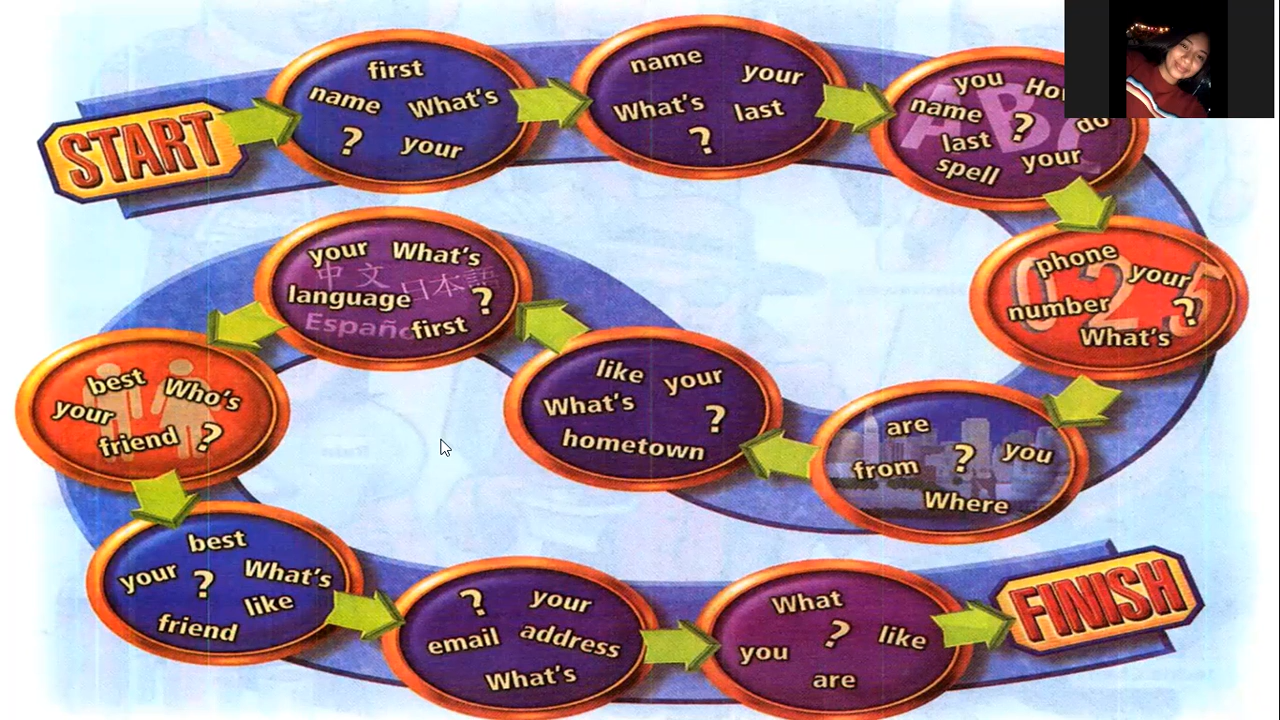 START
first
name What's
? your
name your
What's last
?
you
name ? do
last your
spell
phone your
number ?
What's
are you
from ?
Where
like your
What's ?
hometown
your What's
中文 日本語
language ?
first
best Who's
your
friend ?
best
your ? What's
like
friend
? your
email address
What's
What
? like
you
are
FINISH